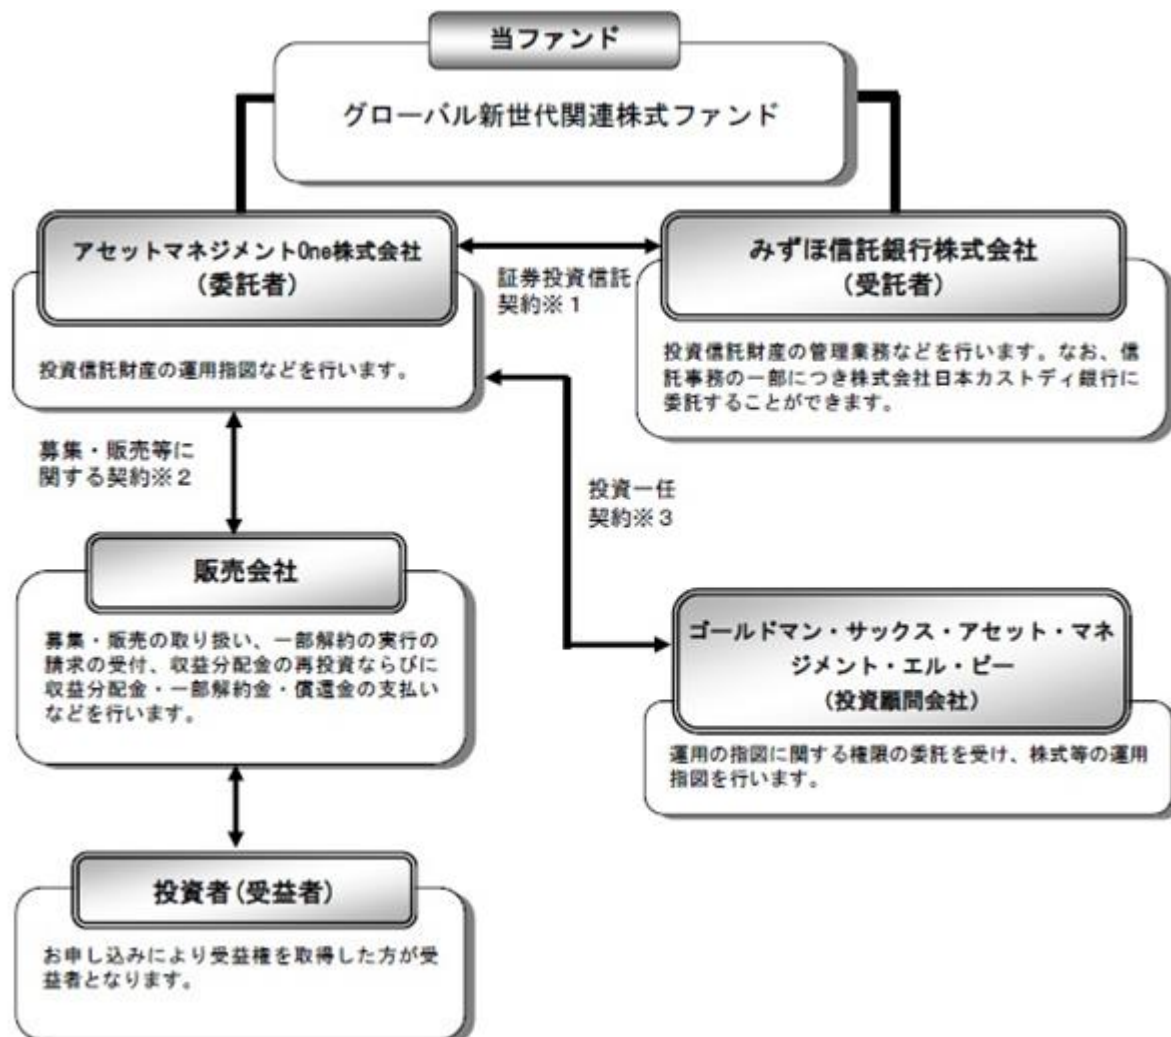 当ファンド
グローバル新世代関連株式ファンド
アセットマネジメントOne株式会社
(委託者)
投資信託財産の運用指図などを行います。
証券投資信託
契約※1
みずほ信託銀行株式会社
(受託者)
投資信託財産の管理業務などを行います。なお、信
託事務の一部につき株式会社日本カストディ銀行に
委託することができます。
募集・販売等に
関する契約※2
投資一任
契約※3
販売会社
募集・販売の取り扱い、一部解約の実行の
請求の受付、収益分配金の再投資ならびに
収益分配金・一部解約金・償還金の支払い
などを行います。
ゴールドマン・サックス・アセット・マネ
ジメント・エル・ピー
(投資顧問会社)
運用の指図に関する権限の委託を受け、株式等の運用
指図を行います。
投資者(受益者)
お申し込みにより受益権を取得した方が受
益者となります。